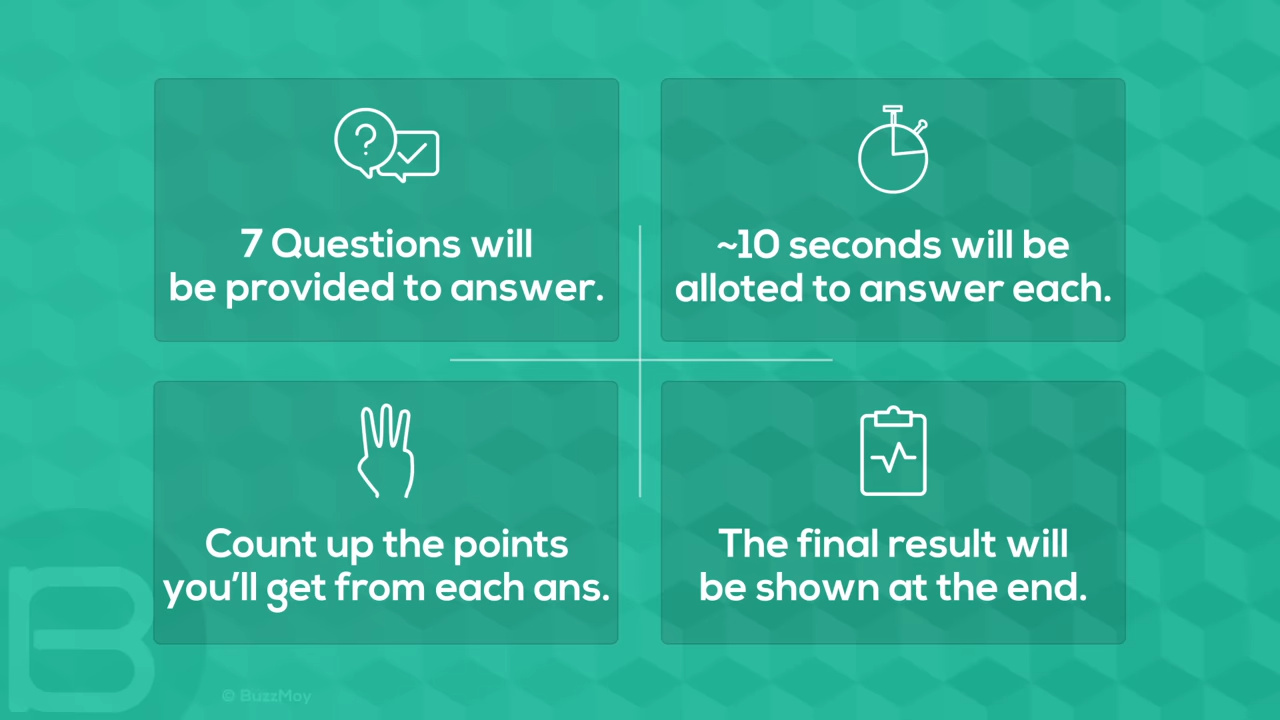 7 Questions will
be provided to answer.
~10 seconds will be
alloted to answer each.
Count up the points
you'll get from each ans.
The final result will
be shown at the end.
B
© BuzzMoy